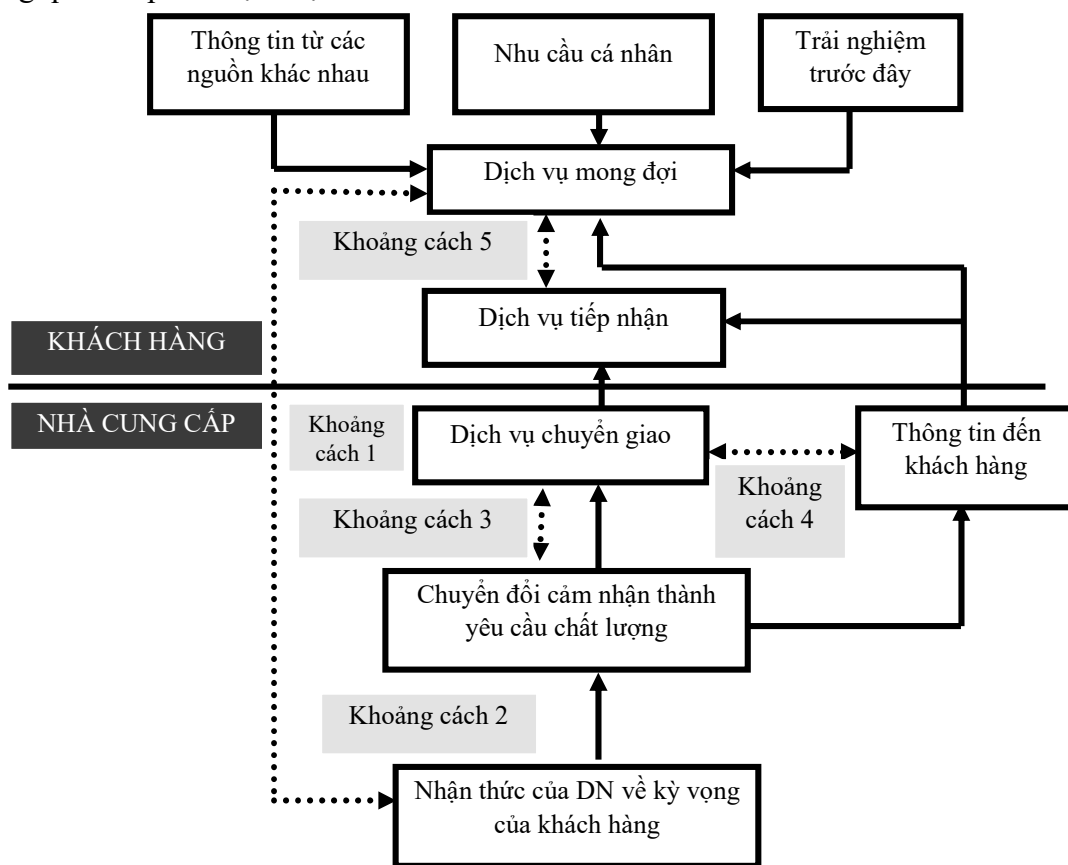 Thông tin từ các
nguồn khác nhau
Nhu cầu cá nhân
Trải nghiệm
trước đây
Dịch vụ mong đợi
Khoảng cách 5
Dịch vụ tiếp nhận
KHÁCH HÀNG
NHÀ CUNG CẤP
Khoảng
cách 1
Dịch vụ chuyển giao
Thông tin đến
khách hàng
Khoảng cách 3
Khoảng
cách 4
Chuyển đổi cảm nhận thành
yêu cầu chất lượng
Khoảng cách 2
Nhận thức của DN về kỳ vọng
của khách hàng